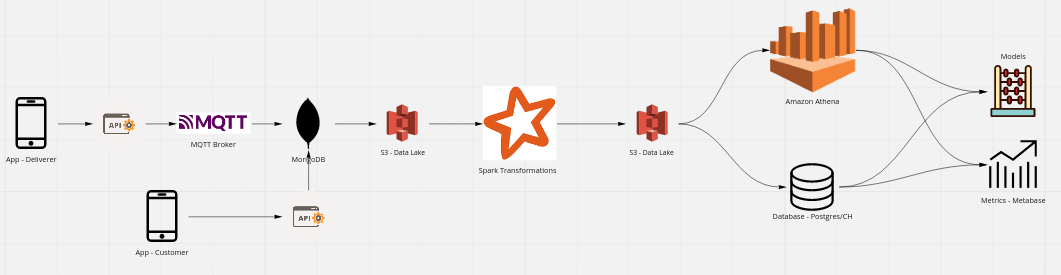 App - Deliverer
API
MQTT
MQTT Broker
MongoDB
S3 - Data Lake
Spark Transformations
S3 - Data Lake
Amazon Athena
Models
Database - Postgres/CH
Metrics - Metabase
App - Customer
API